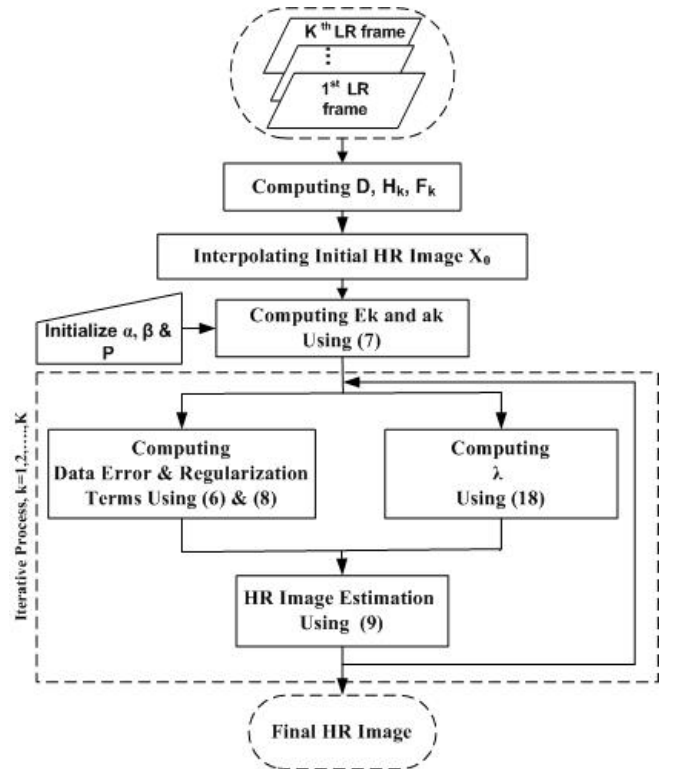 K th LR frame
⋮
1st LR
frame
Computing D, Hk, Fk
Interpolating Initial HR Image X0
Initialize α, β &
P
Computing Ek and ak
Using (7)
Iterative Process, k=1,2,.....,K
Computing
Data Error & Regularization
Terms Using (6) & (8)
Computing
λ
Using (18)
HR Image Estimation
Using (9)
Final HR Image